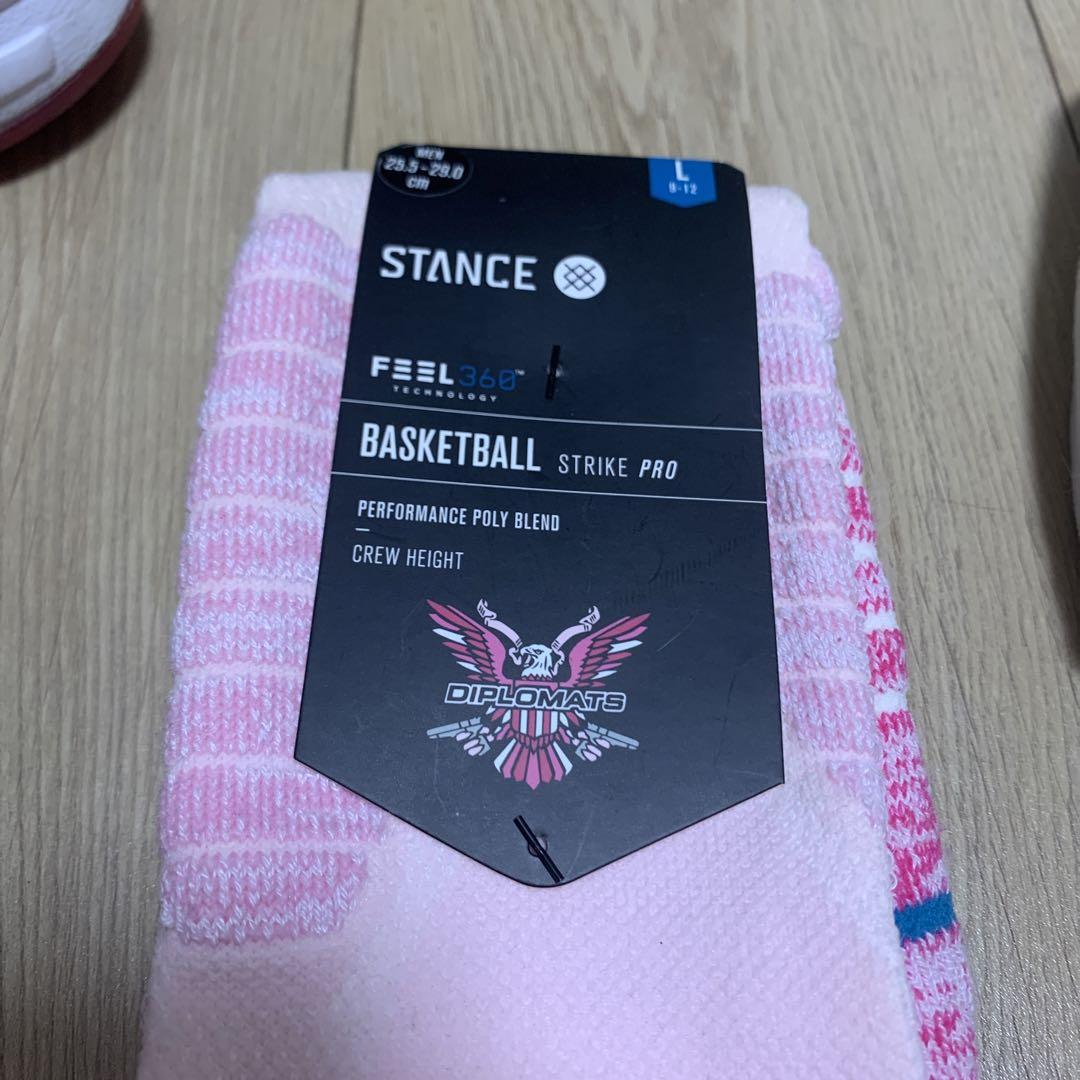 MEN
25.5-29.0
cm
L
9-12
STANCE
FEEL360™
TECHNOLOGY
BASKETBALL STRIKE PRO
PERFORMANCE POLY BLEND
CREW HEIGHT
DIPLOMATS